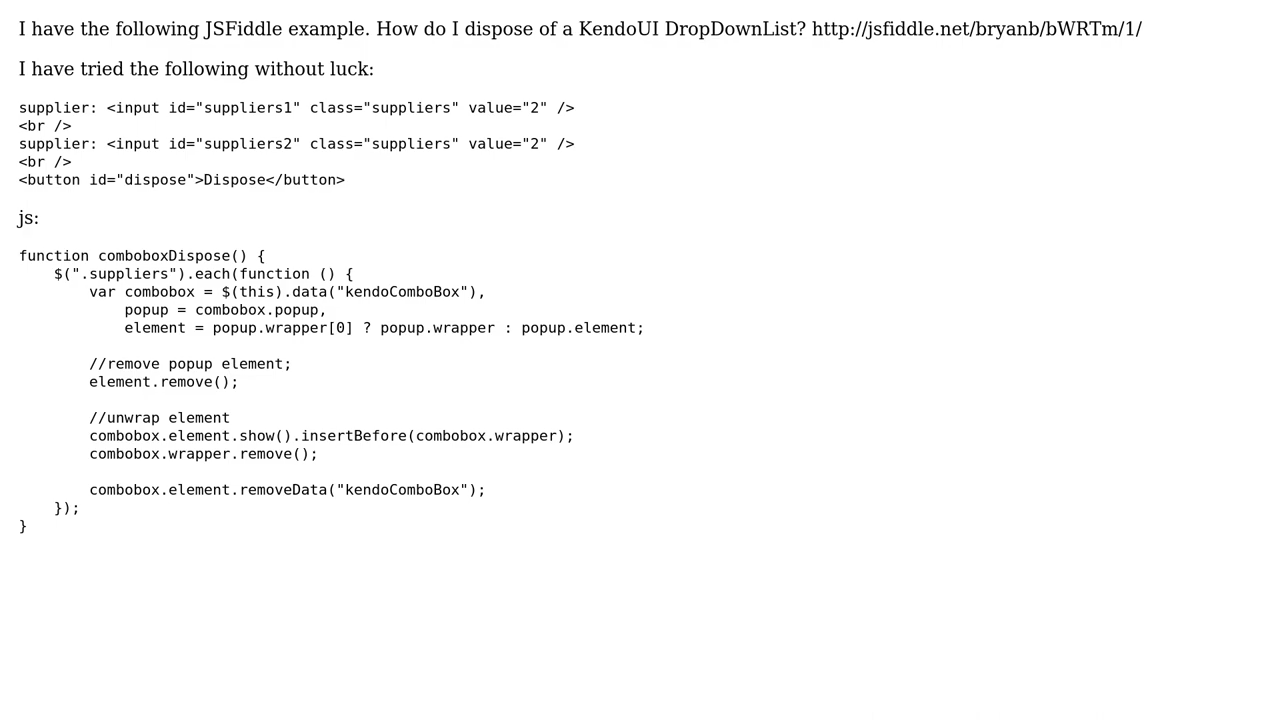 I have the following JSFiddle example. How do I dispose of a KendoUI DropDownList? http://jsfiddle.net/bryanb/bWRTm/1/
I have tried the following without luck:
supplier: <input id="suppliers1" class="suppliers" value="2" />
<br />
supplier: <input id="suppliers2" class="suppliers" value="2" />
<br />
<button id="dispose">Dispose</button>
js:
function comboboxDispose() {
    $(".suppliers").each(function () {
        var combobox = $(this).data("kendoComboBox"),
            popup = combobox.popup,
            element = popup.wrapper[0] ? popup.wrapper : popup.element;
        //remove popup element;
        element.remove();
        //unwrap element
        combobox.element.show().insertBefore(combobox.wrapper);
        combobox.wrapper.remove();
        combobox.element.removeData("kendoComboBox");
    });
}